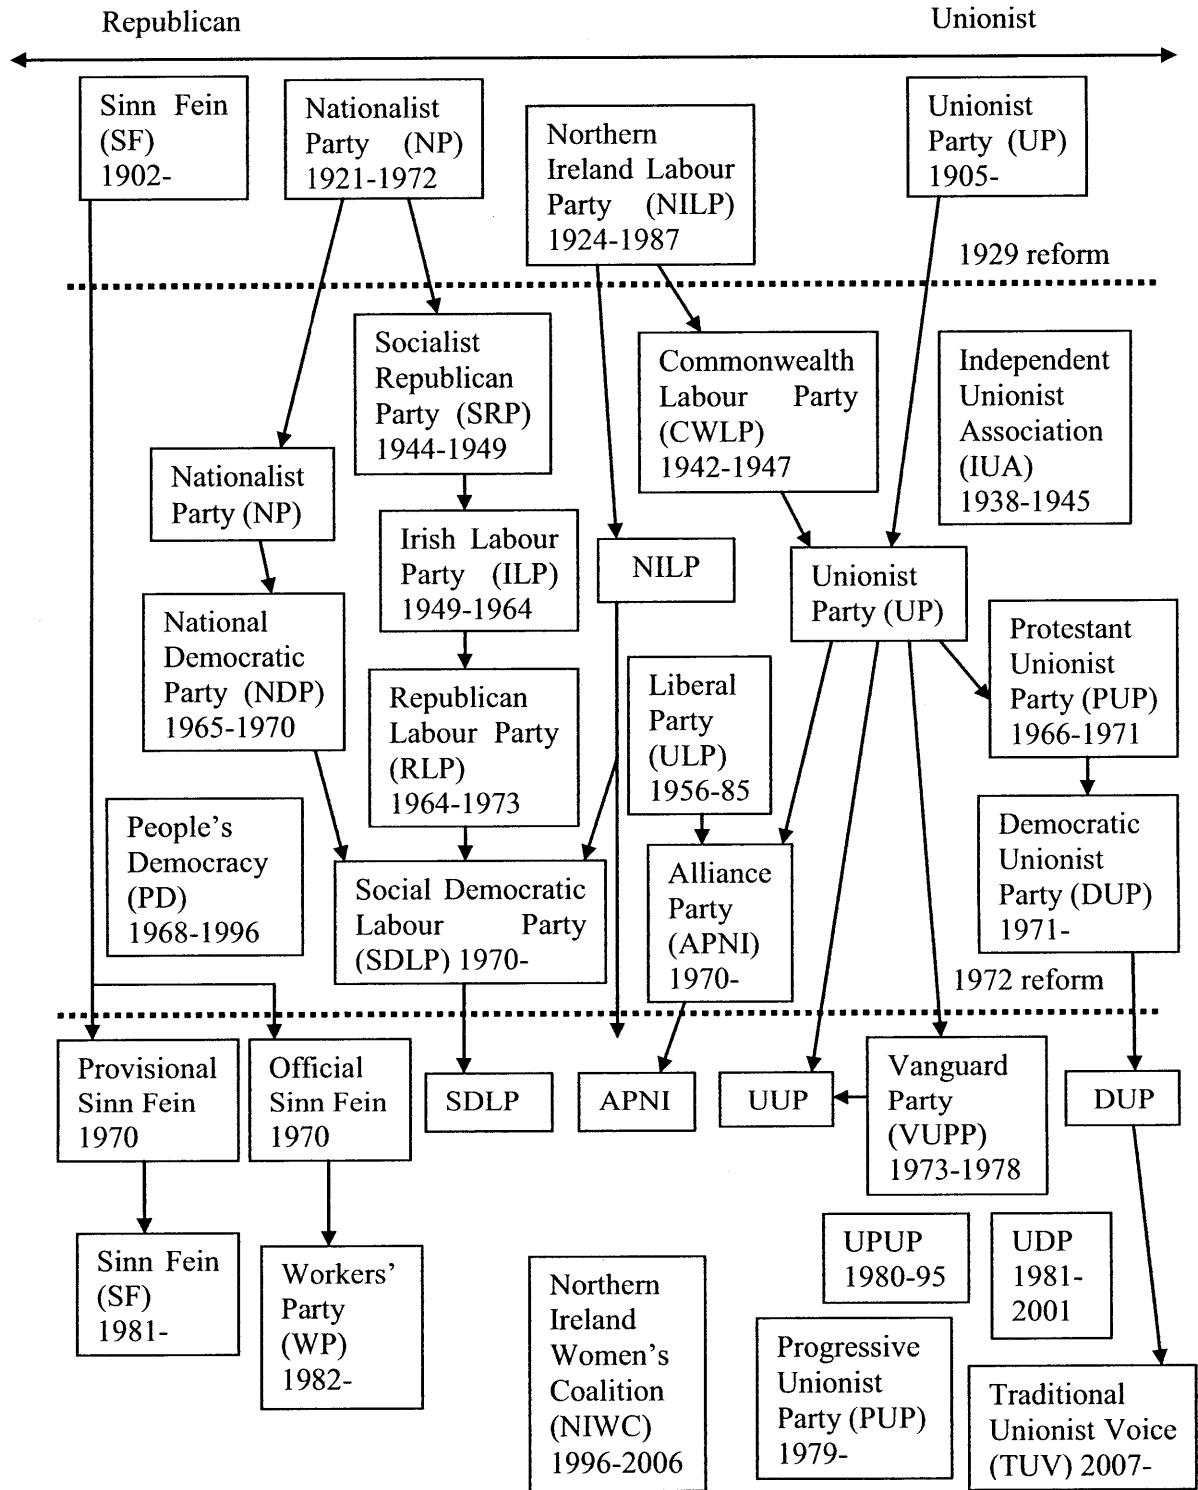 Republican
Unionist
Sinn Fein
(SF)
1902-
Nationalist
Party (NP)
1921-1972
Northern
Ireland Labour
Party (NILP)
1924-1987
Unionist
Party (UP)
1905-
1929 reform
Socialist
Republican
Party (SRP)
1944-1949
Commonwealth
Labour Party
(CWLP)
1942-1947
Independent
Unionist
Association
(IUA)
1938-1945
Nationalist
Party (NP)
Irish Labour
Party (ILP)
1949-1964
NILP
Unionist
Party (UP)
National
Democratic
Party (NDP)
1965-1970
Republican
Labour Party
(RLP)
1964-1973
Liberal
Party
(ULP)
1956-85
Protestant
Unionist
Party (PUP)
1966-1971
People's
Democracy
(PD)
1968-1996
Social Democratic
Labour Party
(SDLP) 1970-
Alliance
Party
(APNI)
1970-
Democratic
Unionist
Party (DUP)
1971-
1972 reform
Provisional
Sinn Fein
1970
Official
Sinn Fein
1970
SDLP
APNI
UUP
Vanguard
Party
(VUPP)
1973-1978
DUP
Sinn Fein
(SF)
1981-
Workers'
Party
(WP)
1982-
Northern
Ireland
Women's
Coalition
(NIWC)
1996-2006
UPUP
1980-95
UDP
1981-
2001
Progressive
Unionist
Party (PUP)
1979-
Traditional
Unionist Voice
(TUV) 2007-